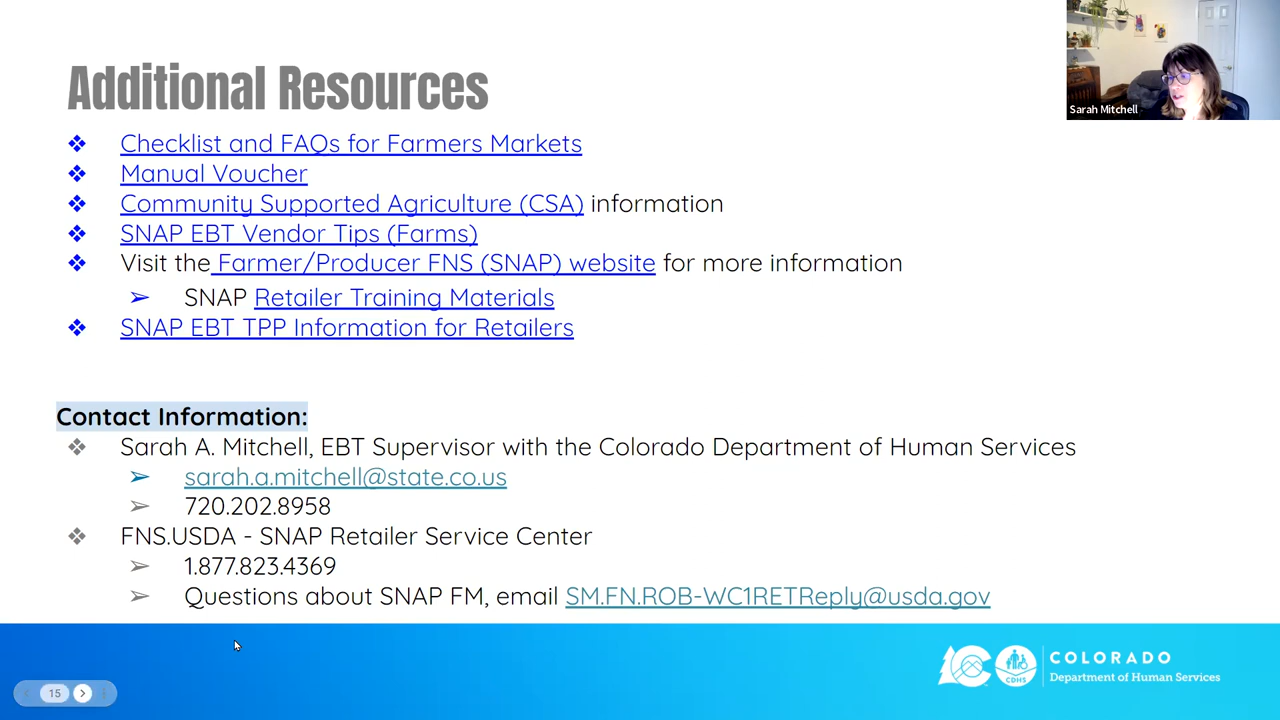 Additional Resources
Sarah Mitchell
❖ Checklist and FAQs for Farmers Markets
❖ Manual Voucher
❖ Community Supported Agriculture (CSA) information
❖ SNAP EBT Vendor Tips (Farms)
❖ Visit the Farmer/Producer FNS (SNAP) website for more information
➢ SNAP Retailer Training Materials
❖ SNAP EBT TPP Information for Retailers
Contact Information:
❖ Sarah A. Mitchell, EBT Supervisor with the Colorado Department of Human Services
➢ sarah.a.mitchell@state.co.us
➢ 720.202.8958
❖ FNS.USDA - SNAP Retailer Service Center
➢ 1.877.823.4369
➢ Questions about SNAP FM, email SM.FN.ROB-WC1RETReply@usda.gov
CDHS
COLORADO
Department of Human Services
15